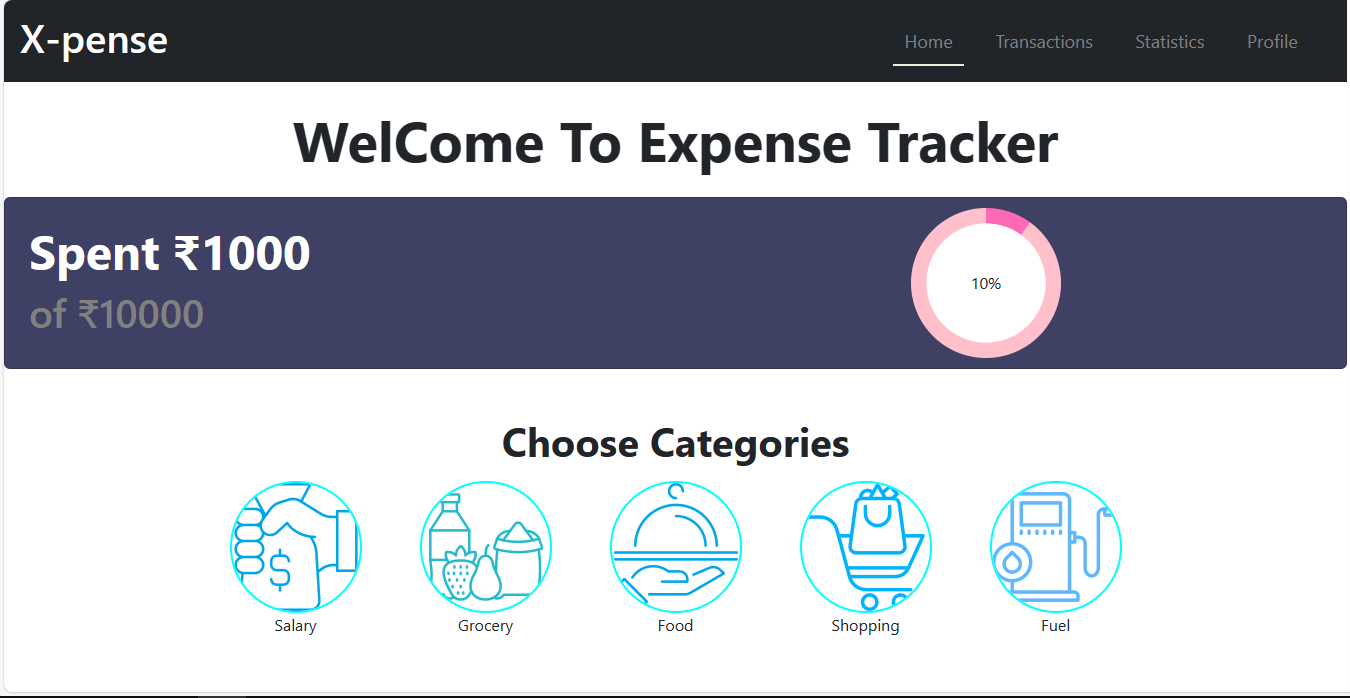 X-pense
Home Transactions Statistics Profile
WelCome To Expense Tracker
Spent ₹1000
of ₹10000
10%
Choose Categories
$
Salary Grocery Food Shopping Fuel